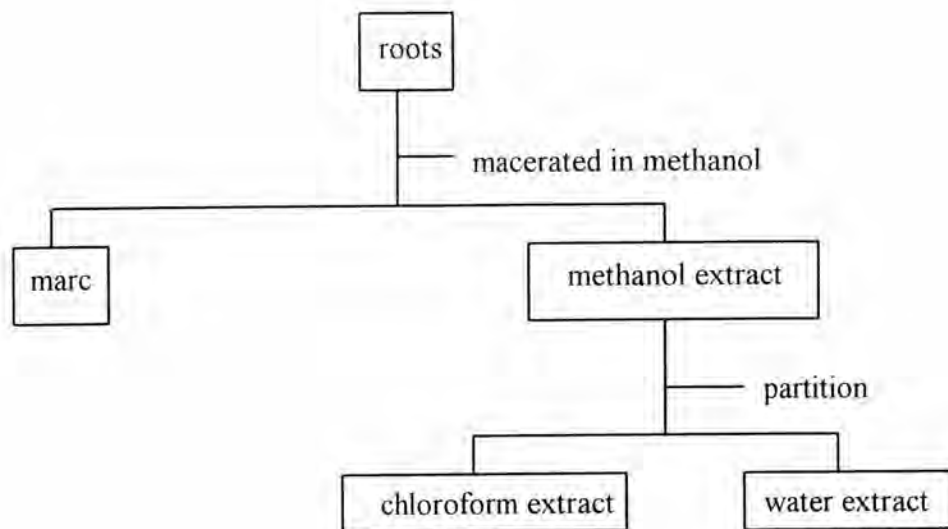 roots
macerated in methanol
marc
methanol extract
partition
chloroform extract
water extract